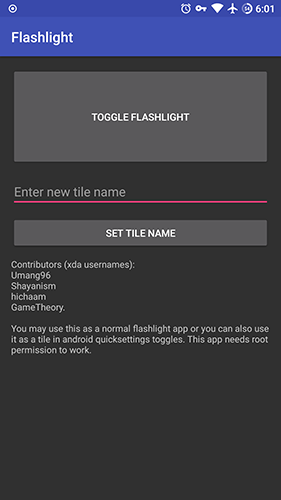 6:01
Flashlight
TOGGLE FLASHLIGHT
Enter new tile name
SET TILE NAME
Contributors (xda usernames):
Umang96
Shayanism
hichaam
GameTheory.
You may use this as a normal flashlight app or you can also use
it as a tile in android quicksettings toggles. This app needs root
permission to work.